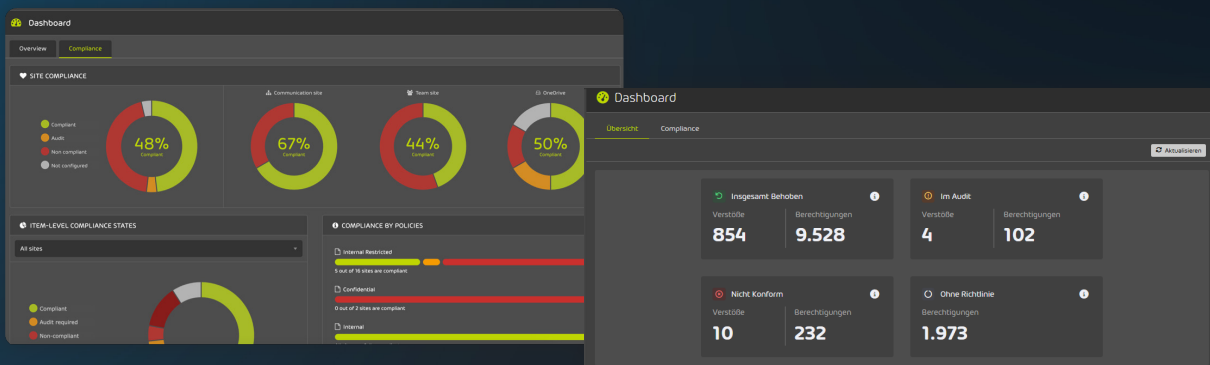 Dashboard
Overview Compliance
SITE COMPLIANCE
Communication site Team site OneDrive
Compliant
Audit
Non compliant
Not configured
48%
Compliant
67%
Compliant
44%
Compliant
50%
Compliant
ITEM-LEVEL COMPLIANCE STATES
All sites
Compliant
Audit required
Non-compliant
COMPLIANCE BY POLICIES
Internal Restricted
5 out of 16 sites are compliant
Confidential
0 out of 2 sites are compliant
Internal
Dashboard
Übersicht Compliance
Aktualisieren
Insgesamt Behoben
Verstöße Berechtigungen
854 9.528
Im Audit
Verstöße Berechtigungen
4 102
Nicht Konform
Verstöße Berechtigungen
10 232
Ohne Richtlinie
Berechtigungen
1.973